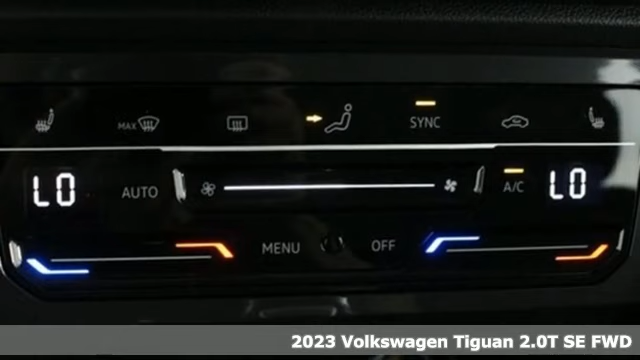 MAX
SYNC
LO AUTO A/C LO
MENU OFF
2023 Volkswagen Tiguan 2.0T SE FWD